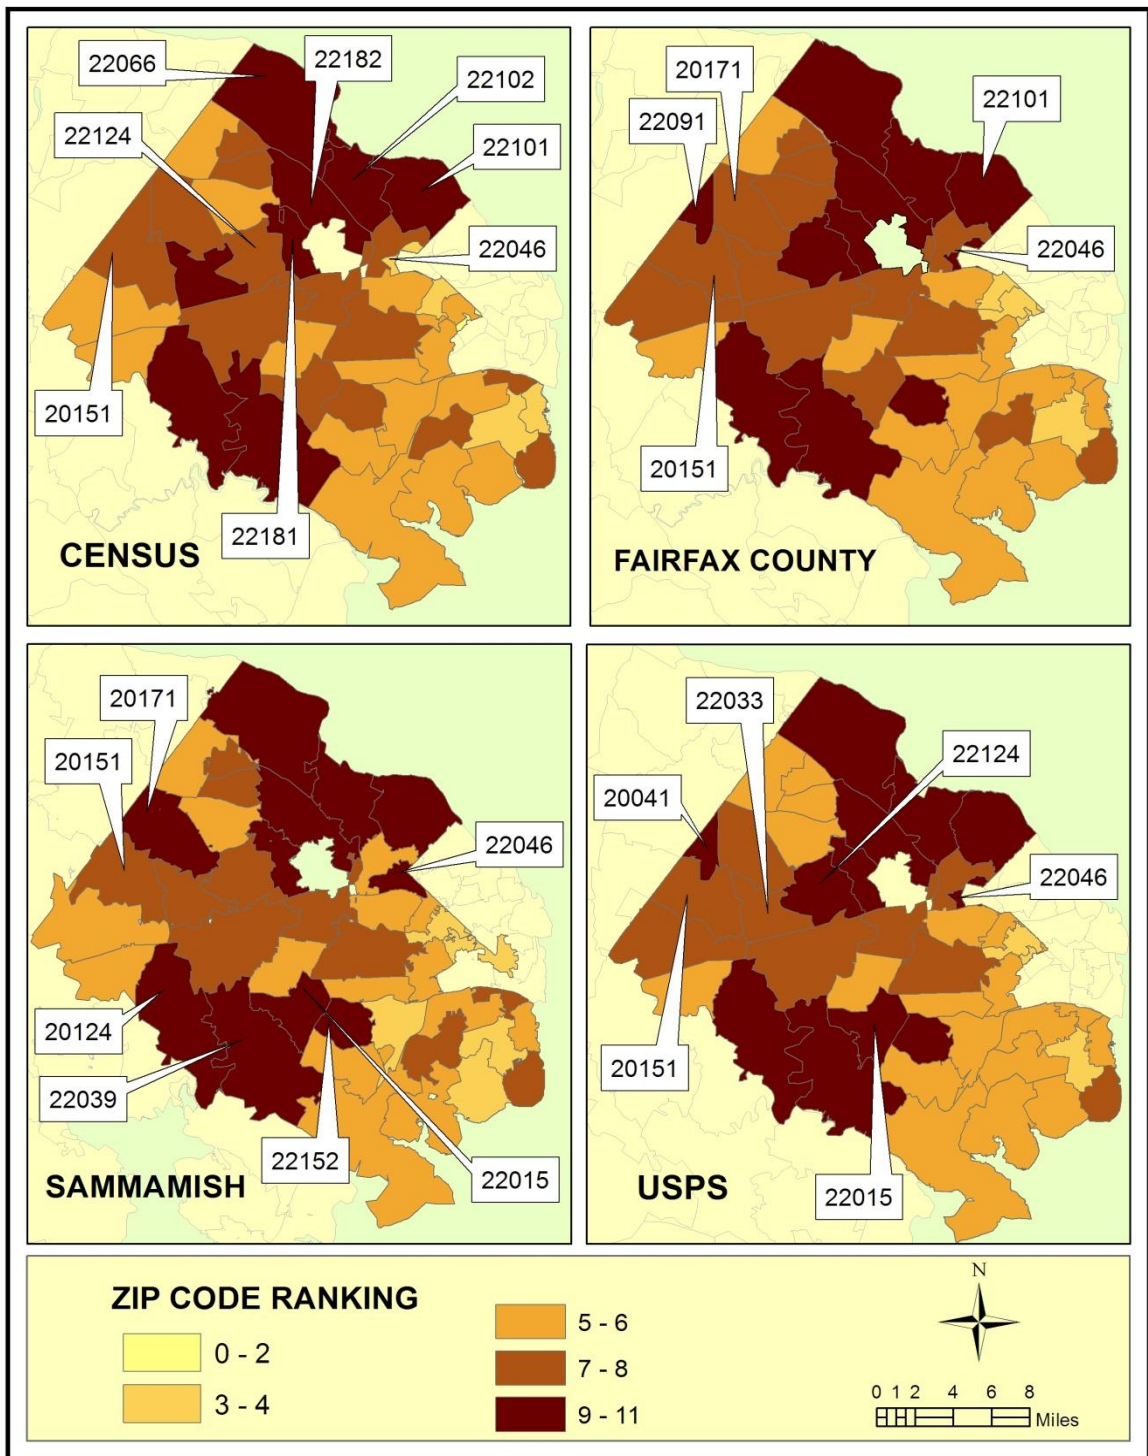 22066
22182
22102
22124
22101
22046
20151
22181
CENSUS
20171
22091
22101
22046
20151
FAIRFAX COUNTY
20171
20151
22046
20124
22039
22152
22015
SAMMAMISH
22033
22124
20041
22046
20151
22015
USPS
ZIP CODE RANKING
0 - 2
3 - 4
5 - 6
7 - 8
9 - 11
N
0 1 2 4 6 8
Miles